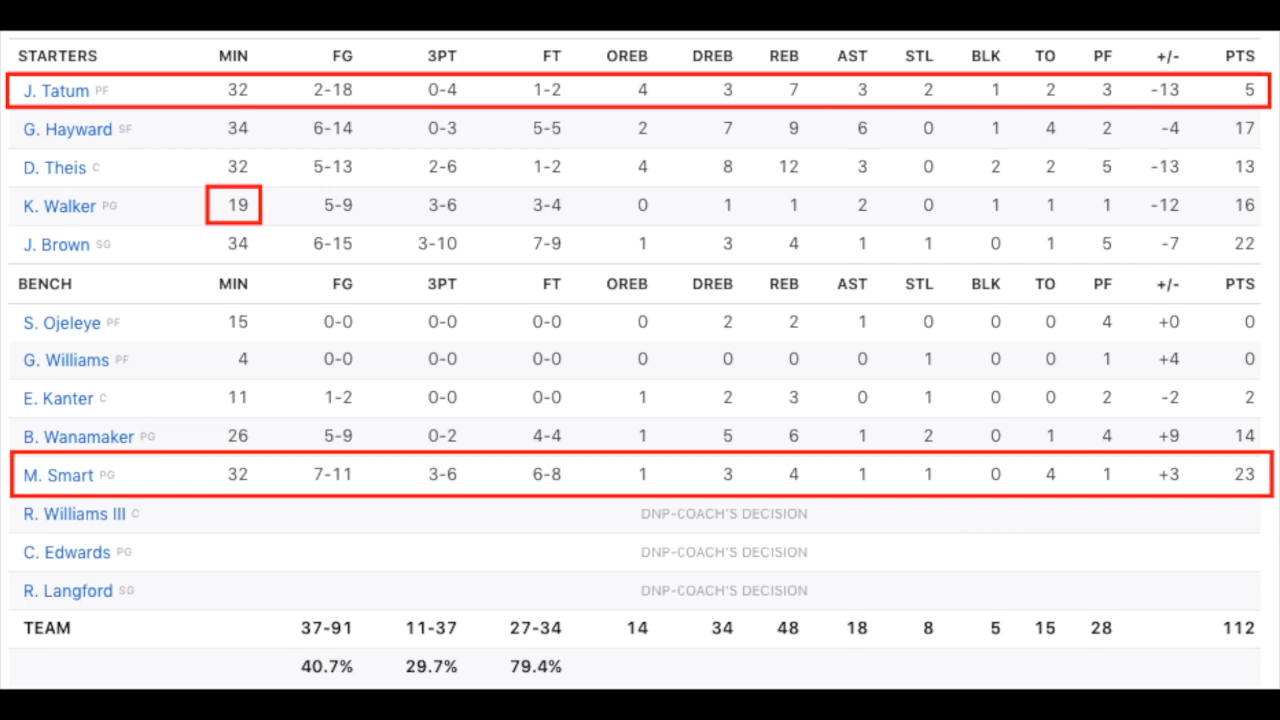 STARTERS MIN FG 3PT FT OREB DREB REB AST STL BLK TO PF +/- PTS
J. Tatum PF 32 2-18 0-4 1-2 4 3 7 3 2 1 2 3 -13 5
G. Hayward SF 34 6-14 0-3 5-5 2 7 9 6 0 1 4 2 -4 17
D. Theis C 32 5-13 2-6 1-2 4 8 12 3 0 2 2 5 -13 13
K. Walker PG 19 5-9 3-6 3-4 0 1 1 2 0 1 1 1 -12 16
J. Brown SG 34 6-15 3-10 7-9 1 3 4 1 1 0 1 5 -7 22
BENCH MIN FG 3PT FT OREB DREB REB AST STL BLK TO PF +/- PTS
S. Ojeleye PF 15 0-0 0-0 0-0 0 2 2 1 0 0 0 4 +0 0
G. Williams PF 4 0-0 0-0 0-0 0 0 0 0 1 0 0 1 +4 0
E. Kanter C 11 1-2 0-0 0-0 1 2 3 0 1 0 0 2 -2 2
B. Wanamaker PG 26 5-9 0-2 4-4 1 5 6 1 2 0 1 4 +9 14
M. Smart PG 32 7-11 3-6 6-8 1 3 4 1 1 0 4 1 +3 23
R. Williams III C DNP-COACH'S DECISION
C. Edwards PG DNP-COACH'S DECISION
R. Langford SG DNP-COACH'S DECISION
TEAM 37-91 11-37 27-34 14 34 48 18 8 5 15 28 112
40.7% 29.7% 79.4%